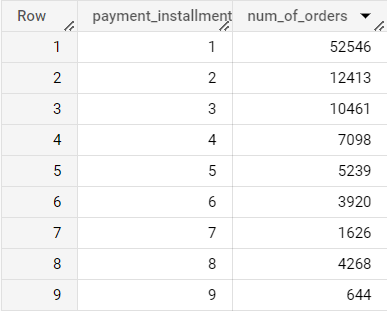 Row payment_installment num_of_orders
1 1 52546
2 2 12413
3 3 10461
4 4 7098
5 5 5239
6 6 3920
7 7 1626
8 8 4268
9 9 644